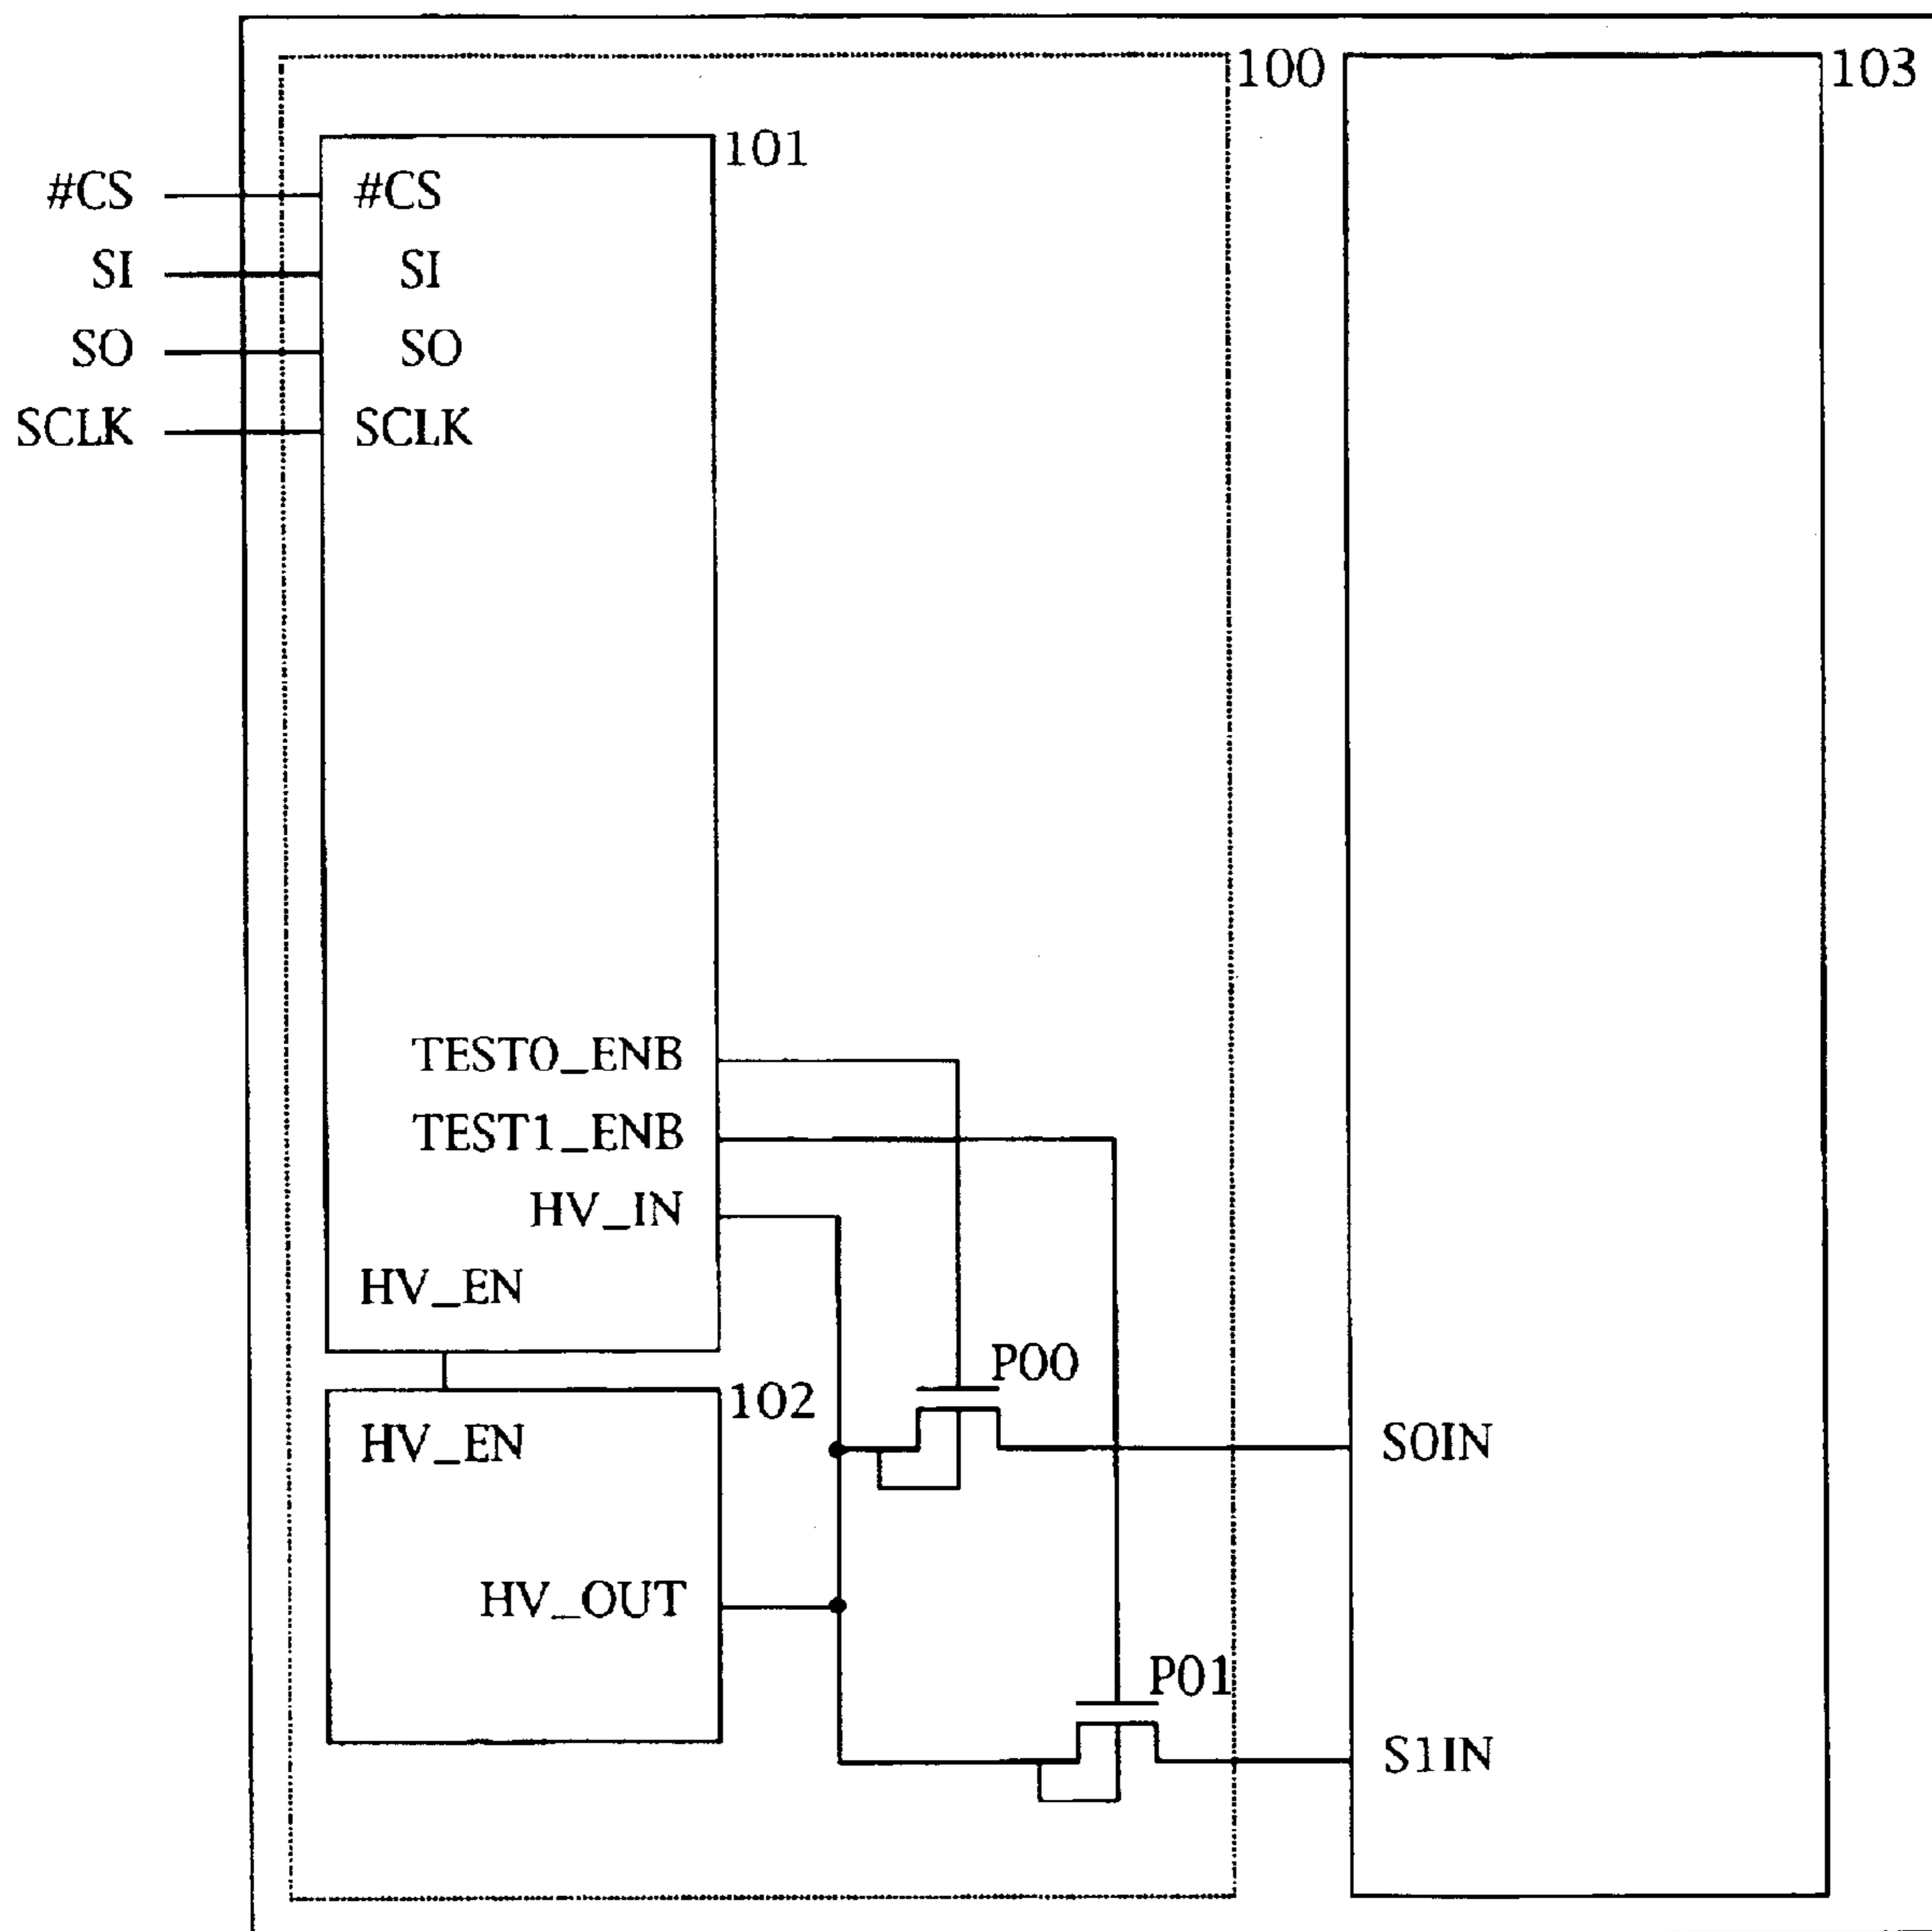 100
103
101
#CS #CS
SI SI
SO SO
SCLK SCLK
TEST0_ENB
TEST1_ENB
HV_IN
HV_EN
P00
102
HV_EN
S0IN
HV_OUT
P01
S1IN